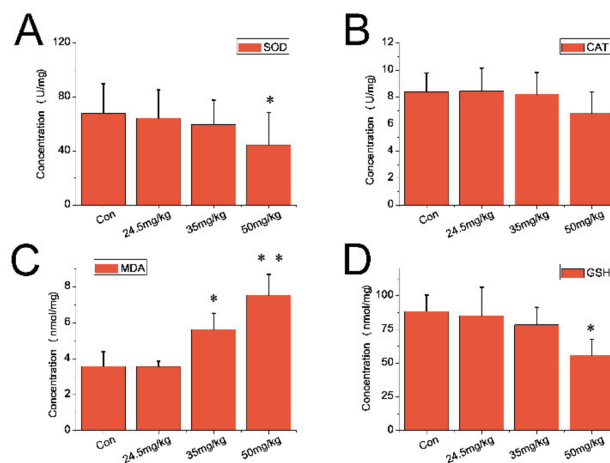 A
SOD
120
80
40
0
Concentration ( U/mg)
*
Con
24.5mg/kg
35mg/kg
50mg/kg
B
CAT
12
10
8
6
4
2
0
Concentration ( U/mg)
Con
24.5mg/kg
35mg/kg
50mg/kg
C
MDA
8
6
4
2
0
Concentration ( nmol/mg)
*
* *
Con
24.5mg/kg
35mg/kg
50mg/kg
D
GSH
100
75
50
25
0
Concentration ( nmol/mg)
*
Con
24.5mg/kg
35mg/kg
50mg/kg